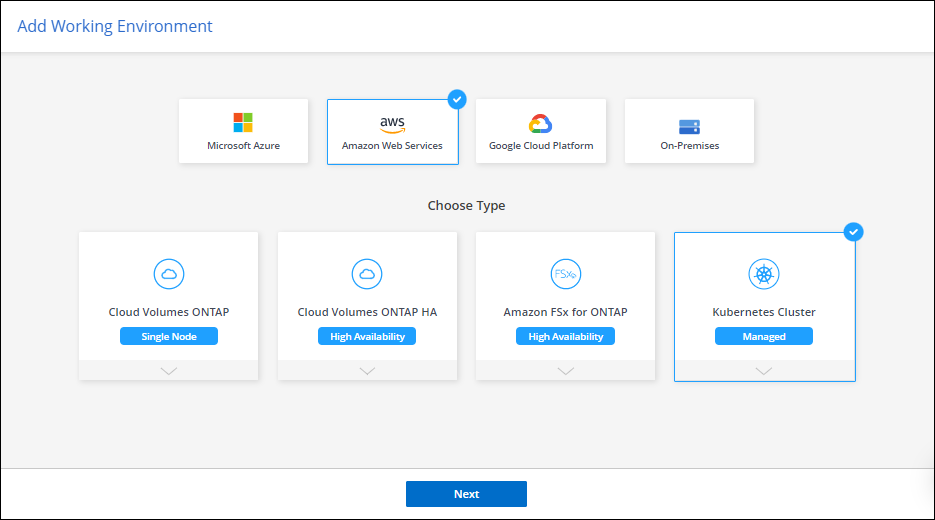 Add Working Environment
Microsoft Azure
aws
Amazon Web Services
Google Cloud Platform
On-Premises
Choose Type
Cloud Volumes ONTAP
Single Node
Cloud Volumes ONTAP HA
High Availability
FSx
Amazon FSx for ONTAP
High Availability
Kubernetes Cluster
Managed
Next